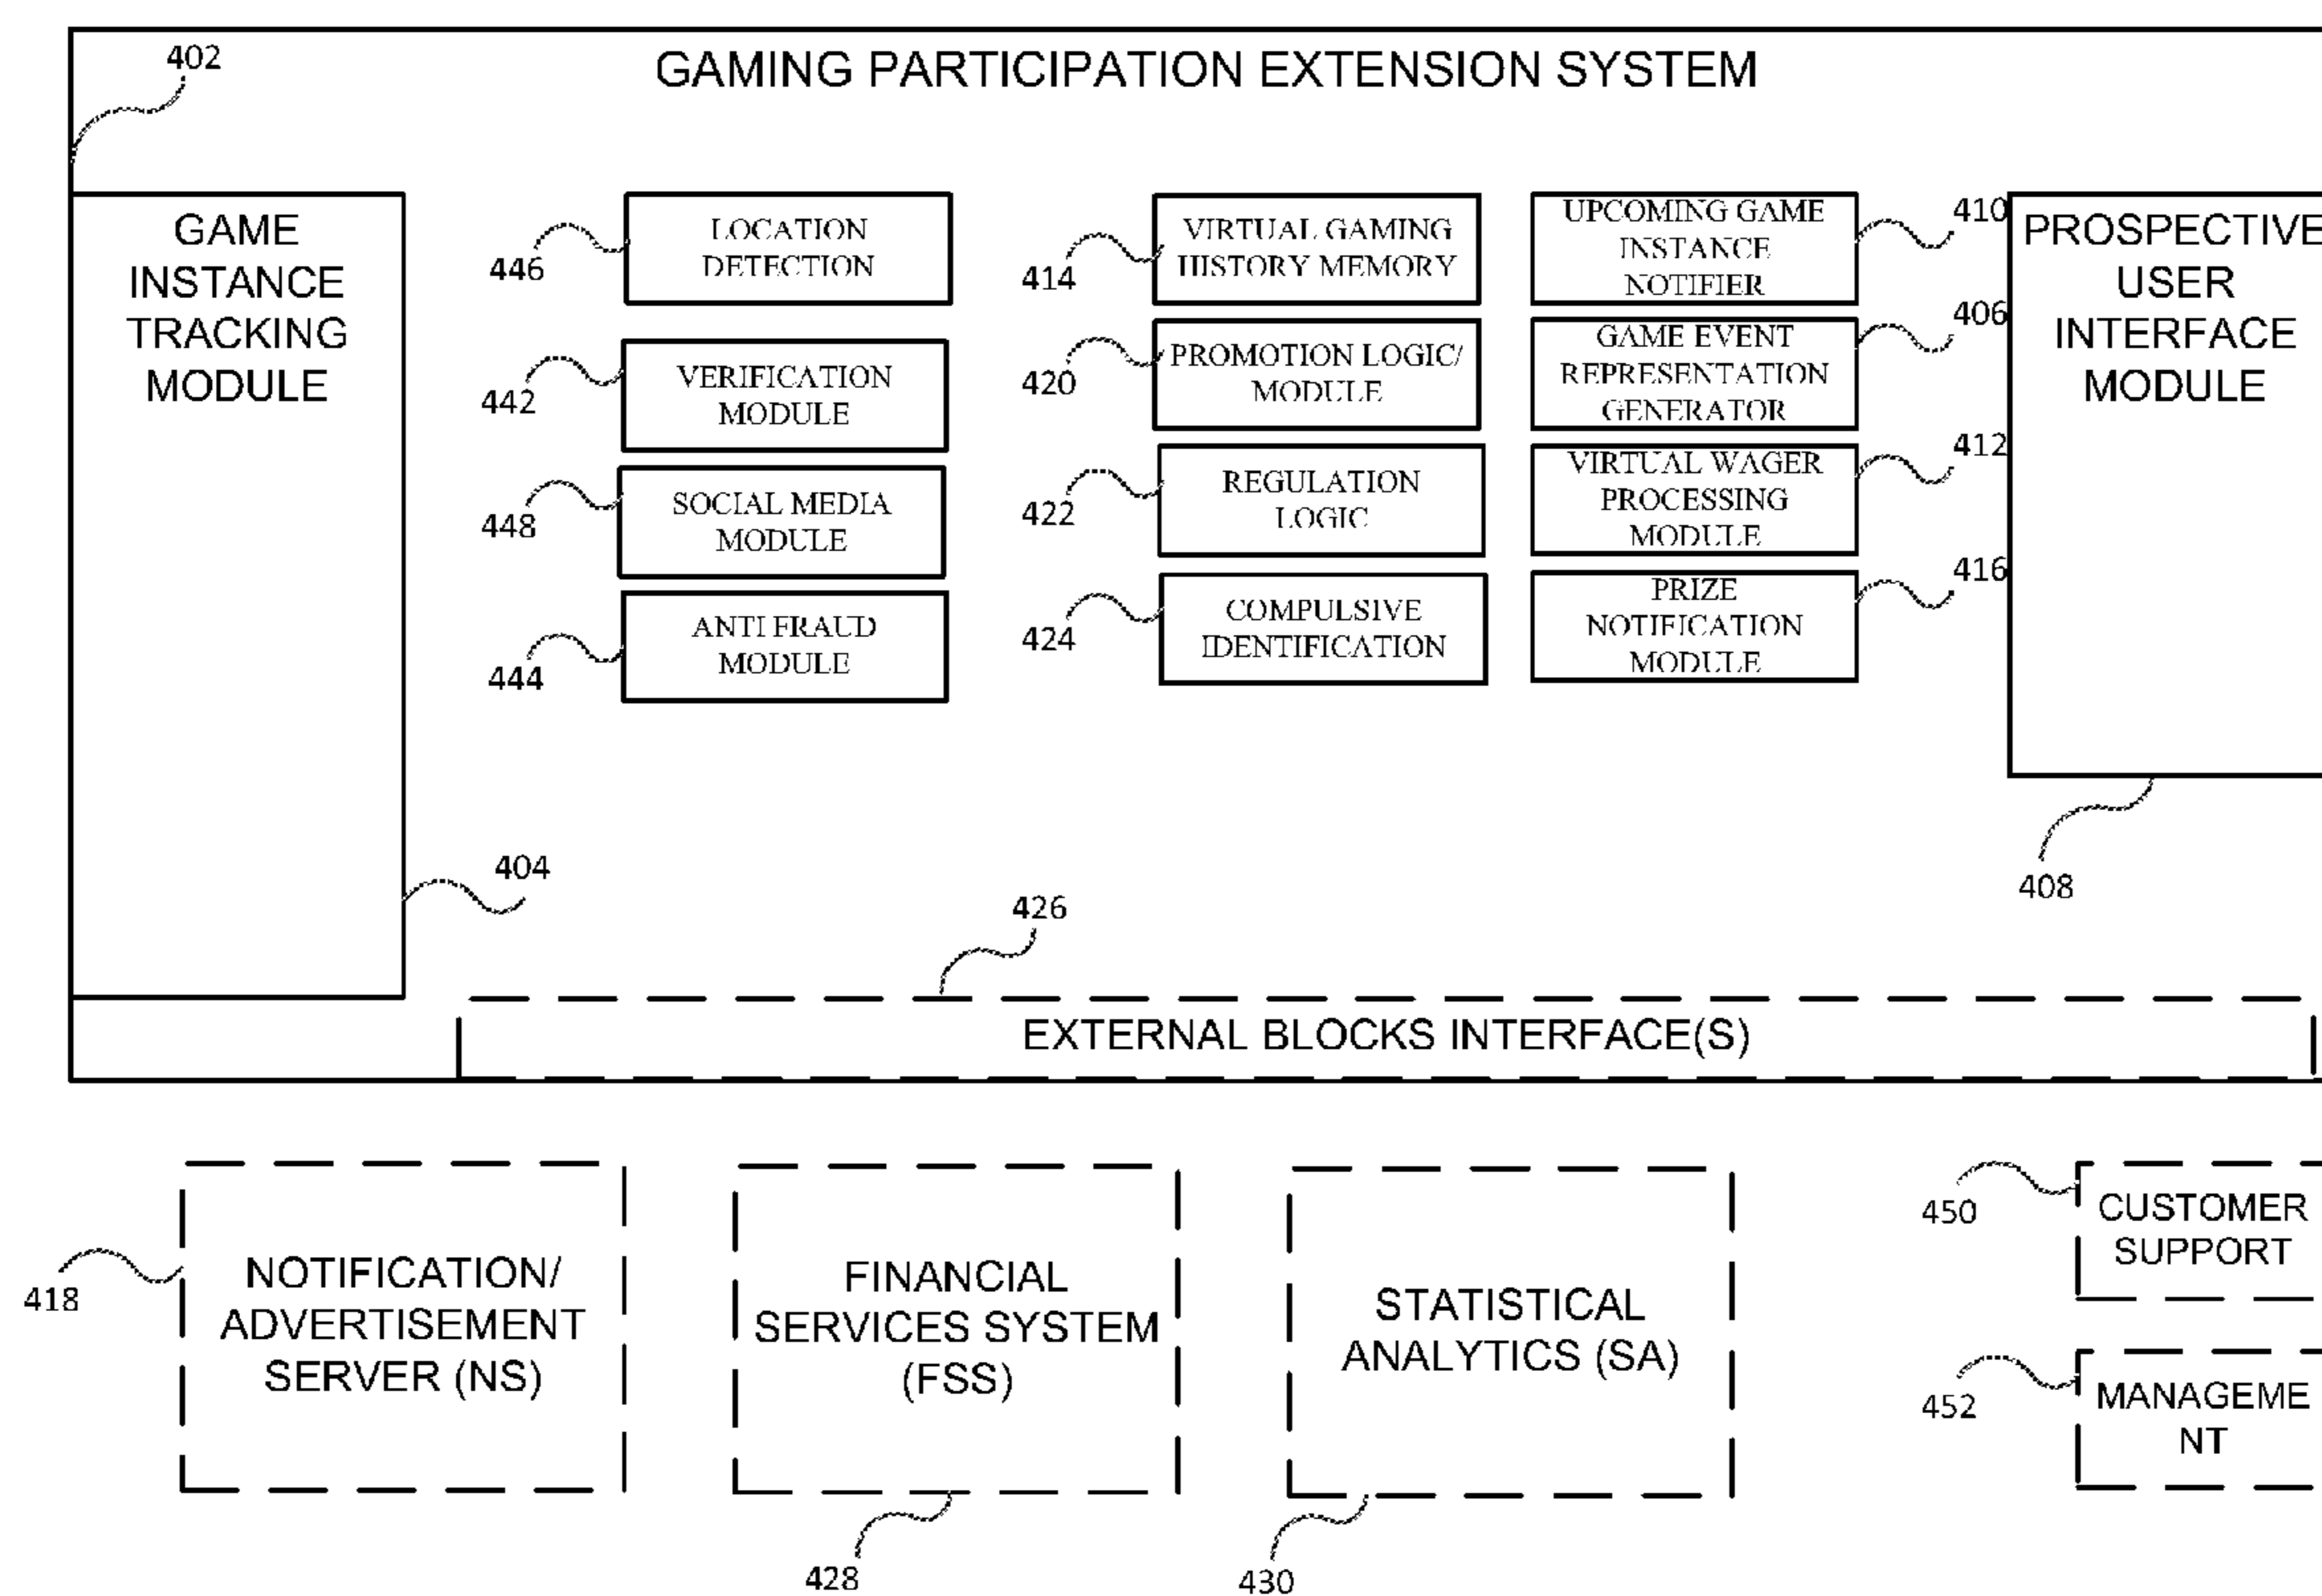 402
GAMING PARTICIPATION EXTENSION SYSTEM
GAME
INSTANCE
TRACKING
MODULE
404
446
LOCATION
DETECTION
442
VERIFICATION
MODULE
448
SOCIAL MEDIA
MODULE
444
ANTI FRAUD
MODULE
414
VIRTUAL GAMING
HISTORY MEMORY
420
PROMOTION LOGIC/
MODULE
422
REGULATION
LOGIC
424
COMPULSIVE
IDENTIFICATION
UPCOMING GAME
INSTANCE
NOTIFIER
410
GAME EVENT
REPRESENTATION
GENERATOR
406
VIRTUAL WAGER
PROCESSING
MODULE
412
PRIZE
NOTIFICATION
MODULE
416
PROSPECTIVE
USER
INTERFACE
MODULE
408
426
EXTERNAL BLOCKS INTERFACE(S)
418
NOTIFICATION/
ADVERTISEMENT
SERVER (NS)
FINANCIAL
SERVICES SYSTEM
(FSS)
428
STATISTICAL
ANALYTICS (SA)
430
450
CUSTOMER
SUPPORT
452
MANAGEME
NT